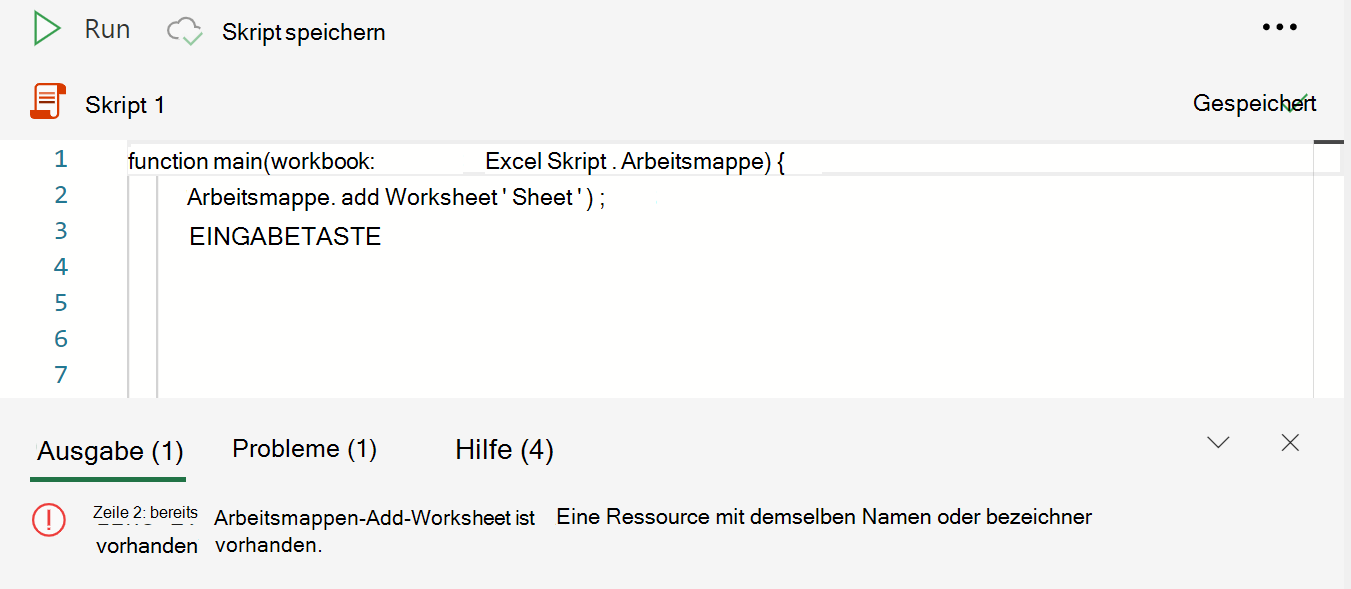 Run Skript speichern
Skript 1 Gespeichert
1 function main(workbook: Excel Skript . Arbeitsmappe) {
2 Arbeitsmappe. add Worksheet ' Sheet ' ) ;
3 EINGABETASTE
4
5
6
7
Ausgabe (1) Probleme (1) Hilfe (4)
Zeile 2: bereits Arbeitsmappen-Add-Worksheet ist Eine Ressource mit demselben Namen oder bezeichner
vorhanden vorhanden.